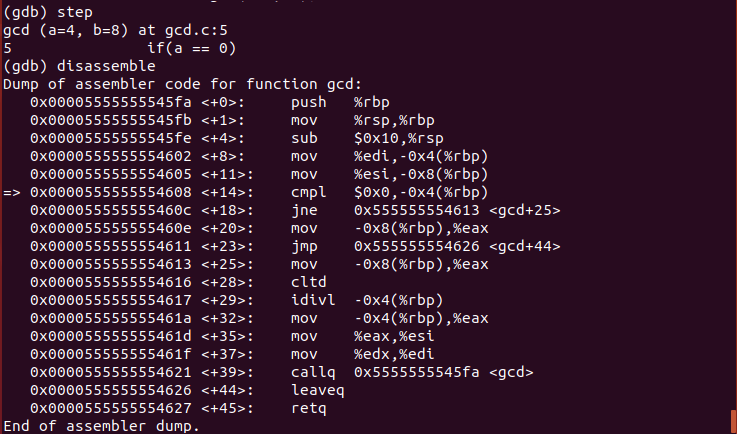 (gdb) step
gcd (a=4, b=8) at gcd.c:5
5               if(a == 0)
(gdb) disassemble
Dump of assembler code for function gcd:
   0x00005555555545fa <+0>:     push   %rbp
   0x00005555555545fb <+1>:     mov    %rsp,%rbp
   0x00005555555545fe <+4>:     sub    $0x10,%rsp
   0x0000555555554602 <+8>:     mov    %edi,-0x4(%rbp)
   0x0000555555554605 <+11>:    mov    %esi,-0x8(%rbp)
=> 0x0000555555554608 <+14>:    cmpl   $0x0,-0x4(%rbp)
   0x000055555555460c <+18>:    jne    0x555555554613 <gcd+25>
   0x000055555555460e <+20>:    mov    -0x8(%rbp),%eax
   0x0000555555554611 <+23>:    jmp    0x555555554626 <gcd+44>
   0x0000555555554613 <+25>:    mov    -0x8(%rbp),%eax
   0x0000555555554616 <+28>:    cltd
   0x0000555555554617 <+29>:    idivl  -0x4(%rbp)
   0x000055555555461a <+32>:    mov    -0x4(%rbp),%eax
   0x000055555555461d <+35>:    mov    %eax,%esi
   0x000055555555461f <+37>:    mov    %edx,%edi
   0x0000555555554621 <+39>:    callq  0x5555555545fa <gcd>
   0x0000555555554626 <+44>:    leaveq
   0x0000555555554627 <+45>:    retq
End of assembler dump.